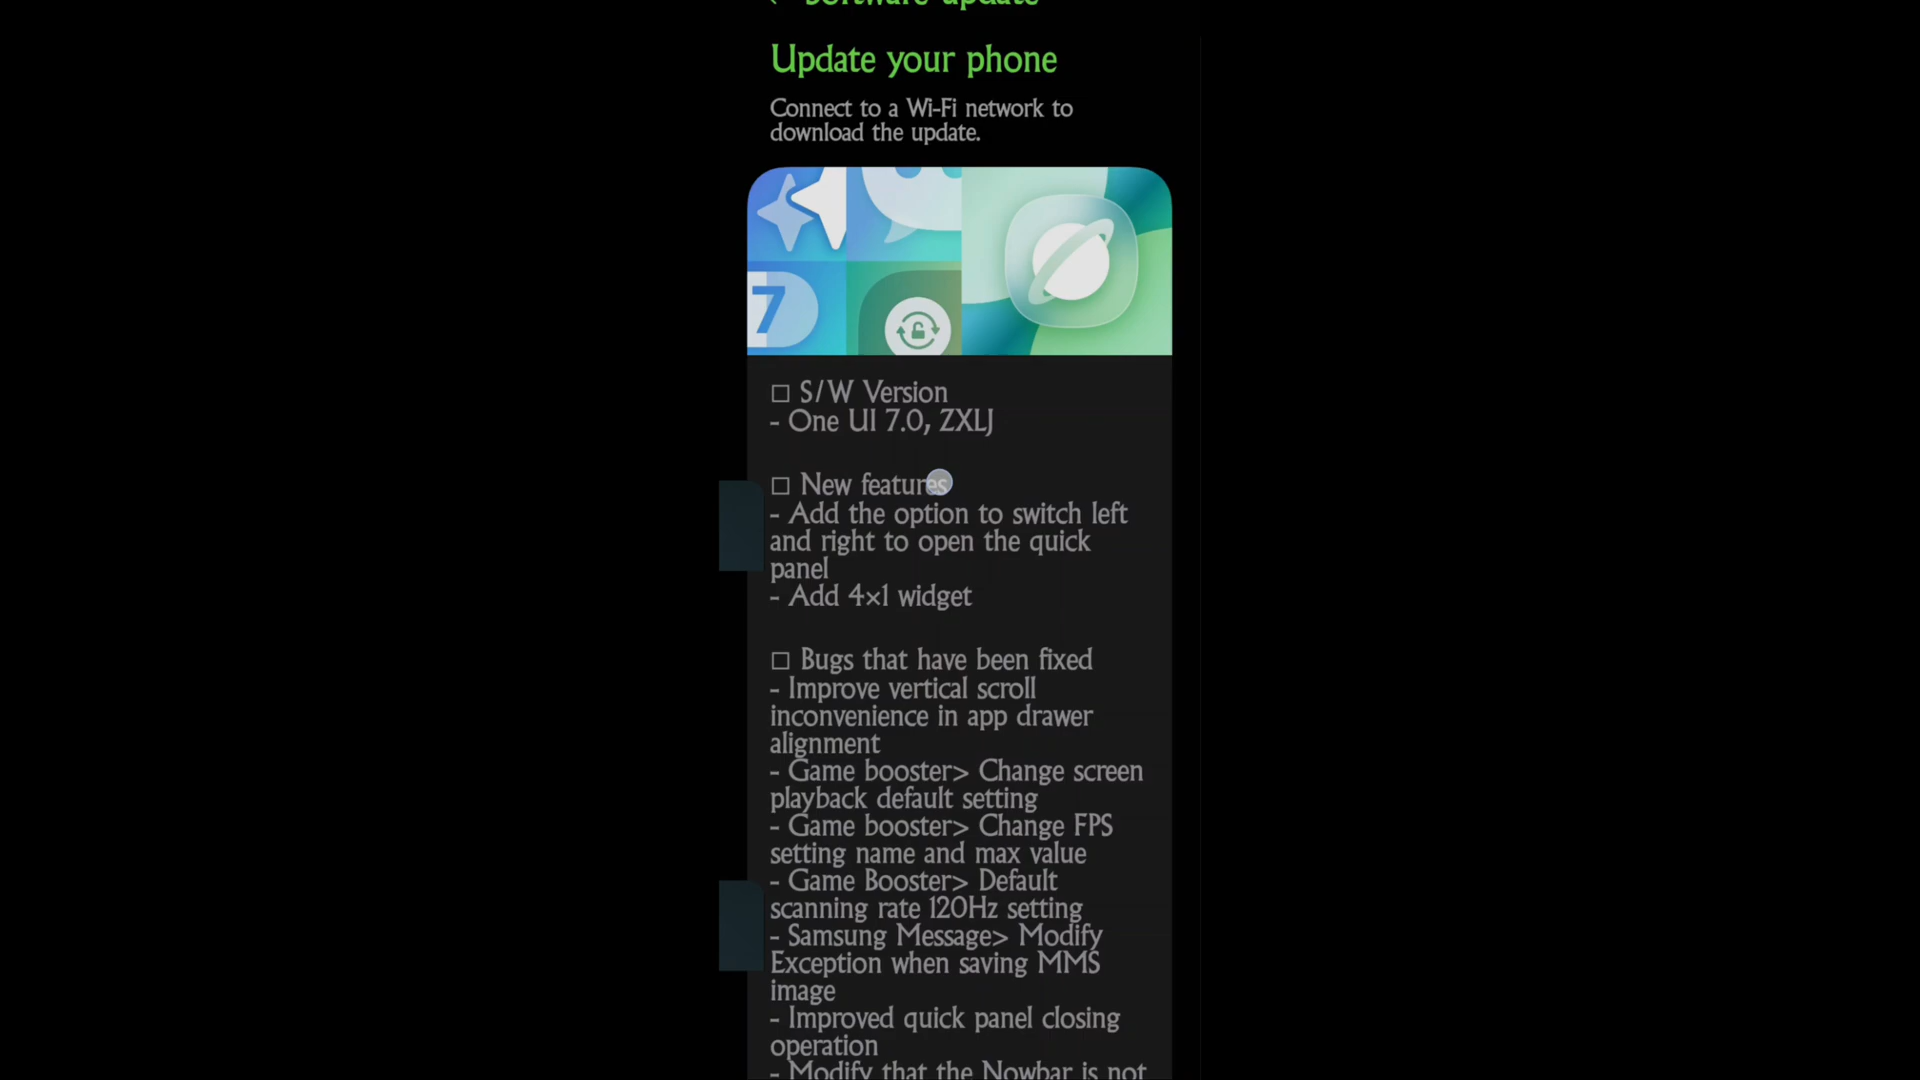 Software update
Update your phone
Connect to a Wi-Fi network to
download the update.
7
□ S/W Version
- One UI 7.0, ZXLJ
□ New features
- Add the option to switch left
and right to open the quick
panel
- Add 4×1 widget
□ Bugs that have been fixed
- Improve vertical scroll
inconvenience in app drawer
alignment
- Game booster> Change screen
playback default setting
- Game booster> Change FPS
setting name and max value
- Game Booster> Default
scanning rate 120Hz setting
- Samsung Message> Modify
Exception when saving MMS
image
- Improved quick panel closing
operation
- Modify that the Nowbar is not